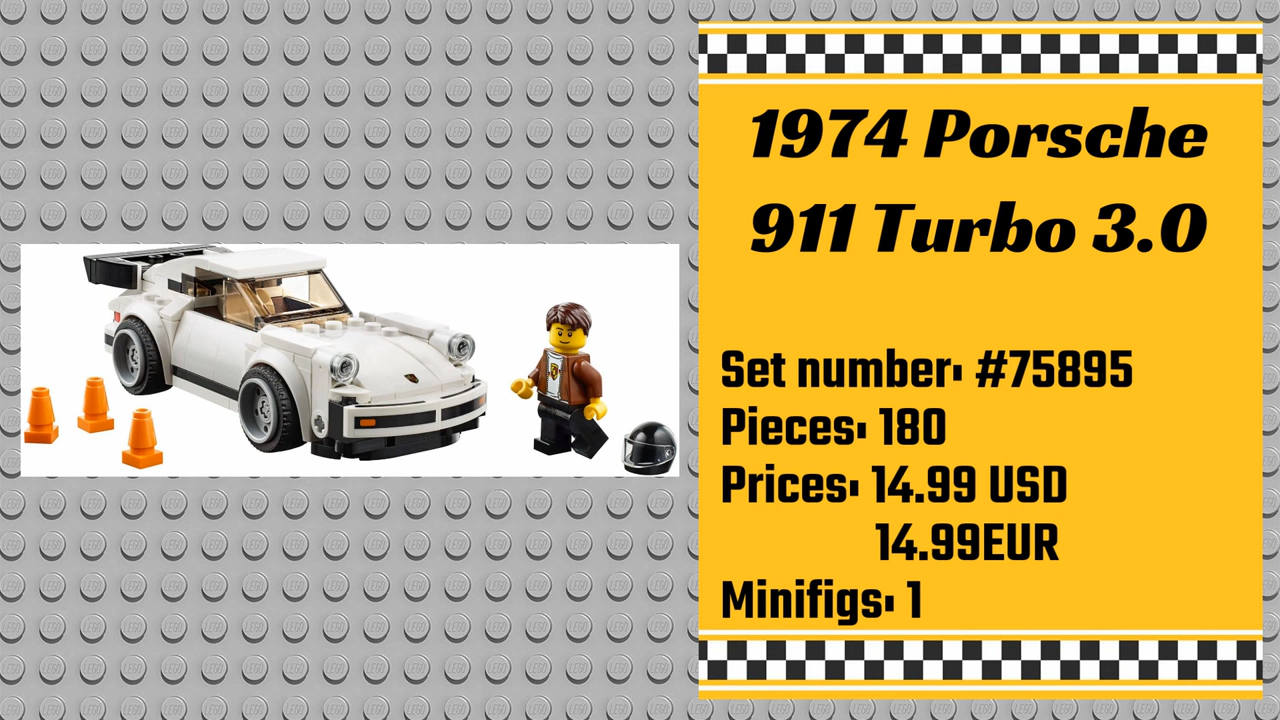 1974 Porsche
911 Turbo 3.0
Set number: #75895
Pieces: 180
Prices: 14.99 USD
14.99EUR
Minifigs: 1